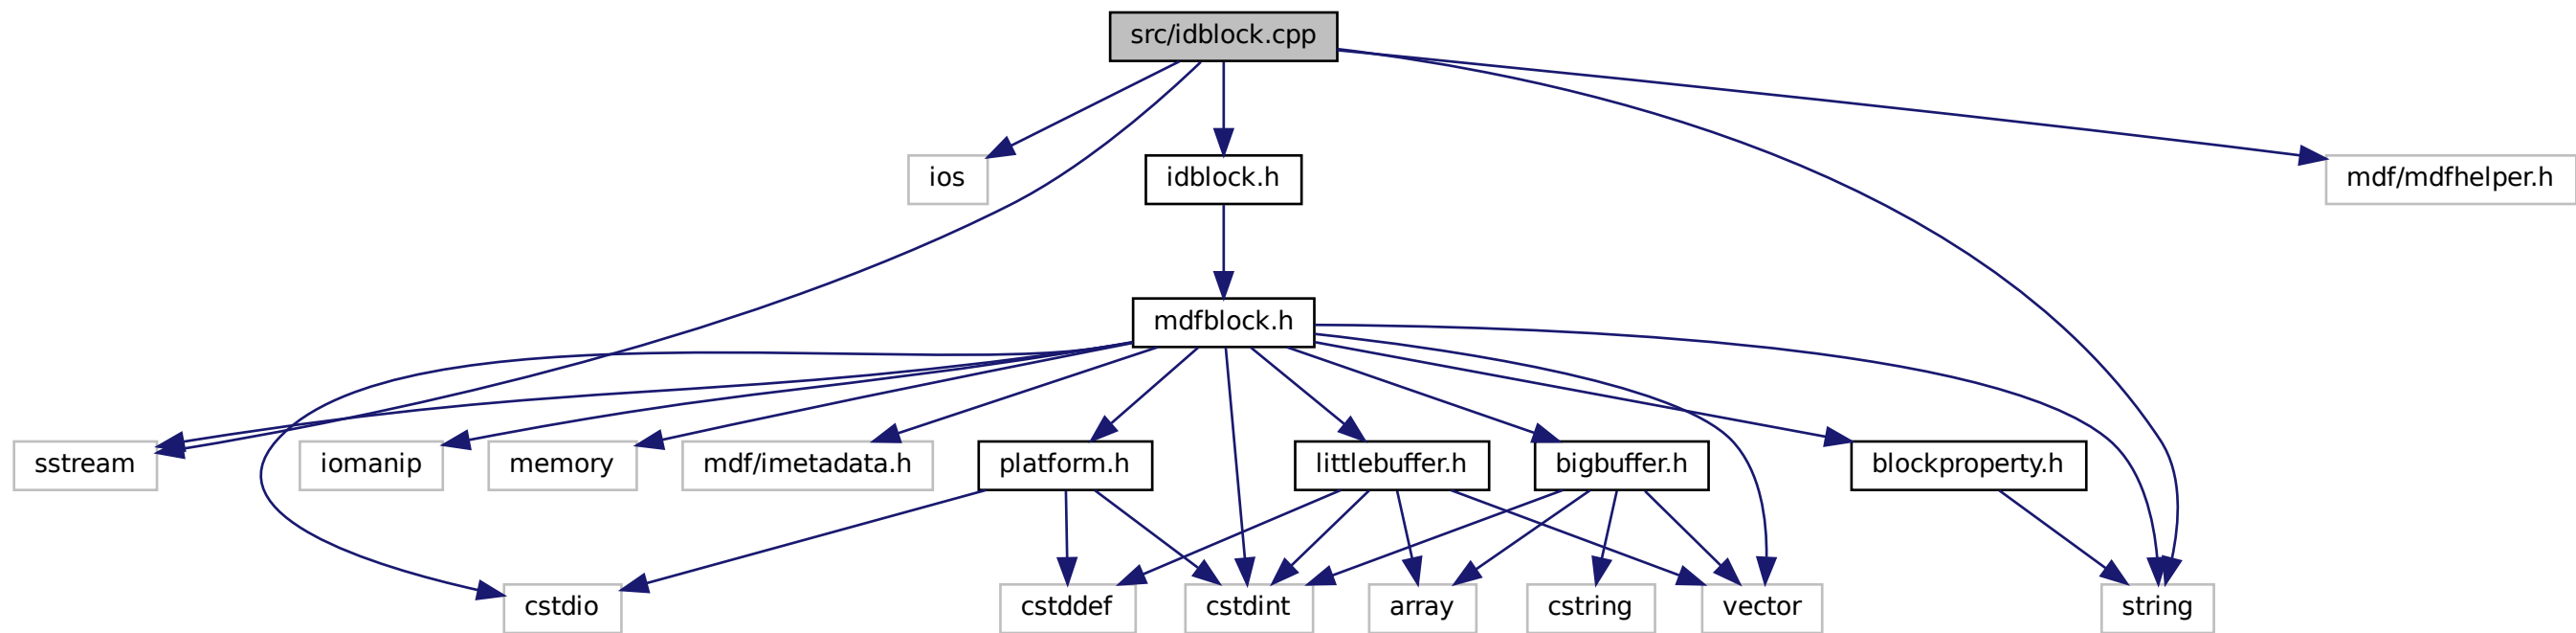 src/idblock.cpp
ios
idblock.h
mdf/mdfhelper.h
mdfblock.h
sstream
iomanip
memory
mdf/imetadata.h
platform.h
littlebuffer.h
bigbuffer.h
blockproperty.h
cstdio
cstddef
cstdint
array
cstring
vector
string